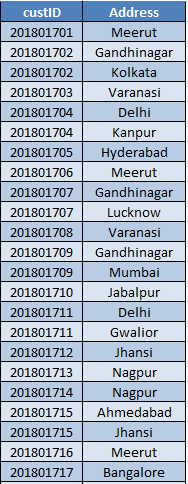 custID Address
201801701 Meerut
201801702 Gandhinagar
201801702 Kolkata
201801703 Varanasi
201801704 Delhi
201801704 Kanpur
201801705 Hyderabad
201801706 Meerut
201801707 Gandhinagar
201801707 Lucknow
201801708 Varanasi
201801709 Gandhinagar
201801709 Mumbai
201801710 Jabalpur
201801711 Delhi
201801711 Gwalior
201801712 Jhansi
201801713 Nagpur
201801714 Nagpur
201801715 Ahmedabad
201801715 Jhansi
201801716 Meerut
201801717 Bangalore